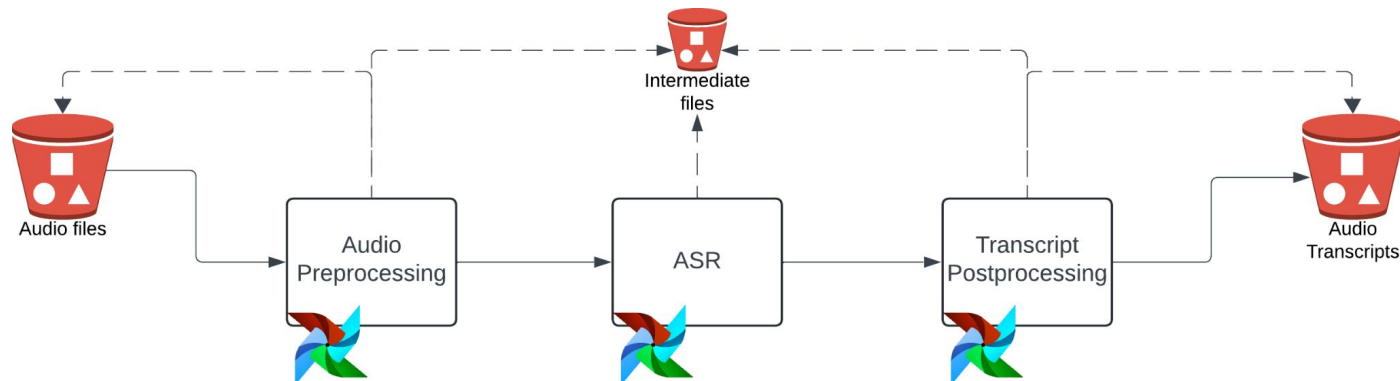 Intermediate
files
Audio files
Audio
Preprocessing
ASR
Transcript
Postprocessing
Audio
Transcripts